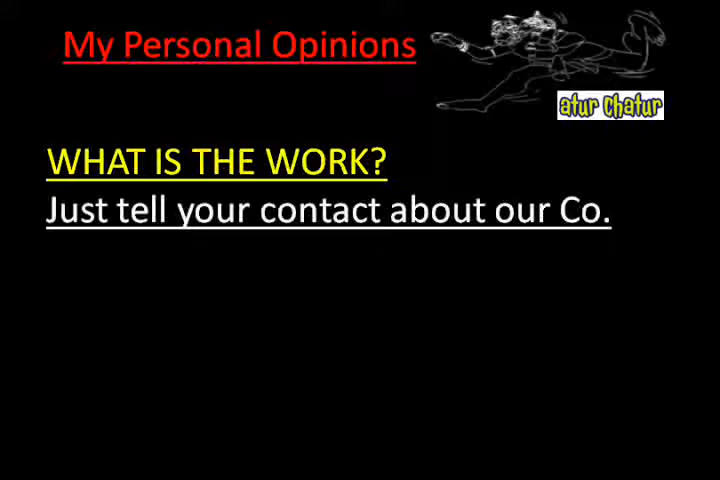 My Personal Opinions
atur chatur
WHAT IS THE WORK?
Just tell your contact about our Co.